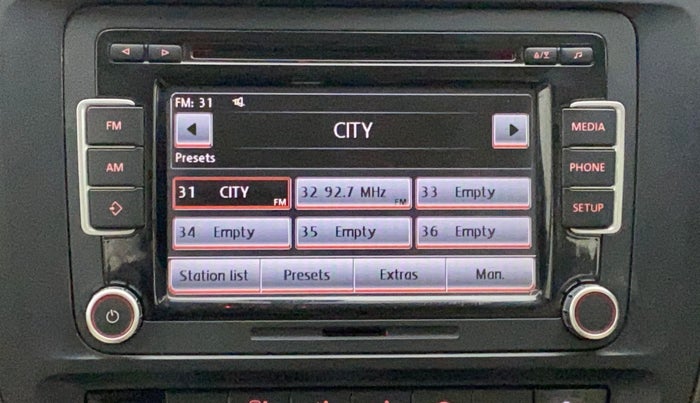 FM: 31
CITY
Presets
31 CITY FM
32 92.7 MHz FM
33 Empty
34 Empty
35 Empty
36 Empty
Station list
Presets
Extras
Man.
FM
AM
MEDIA
PHONE
SETUP